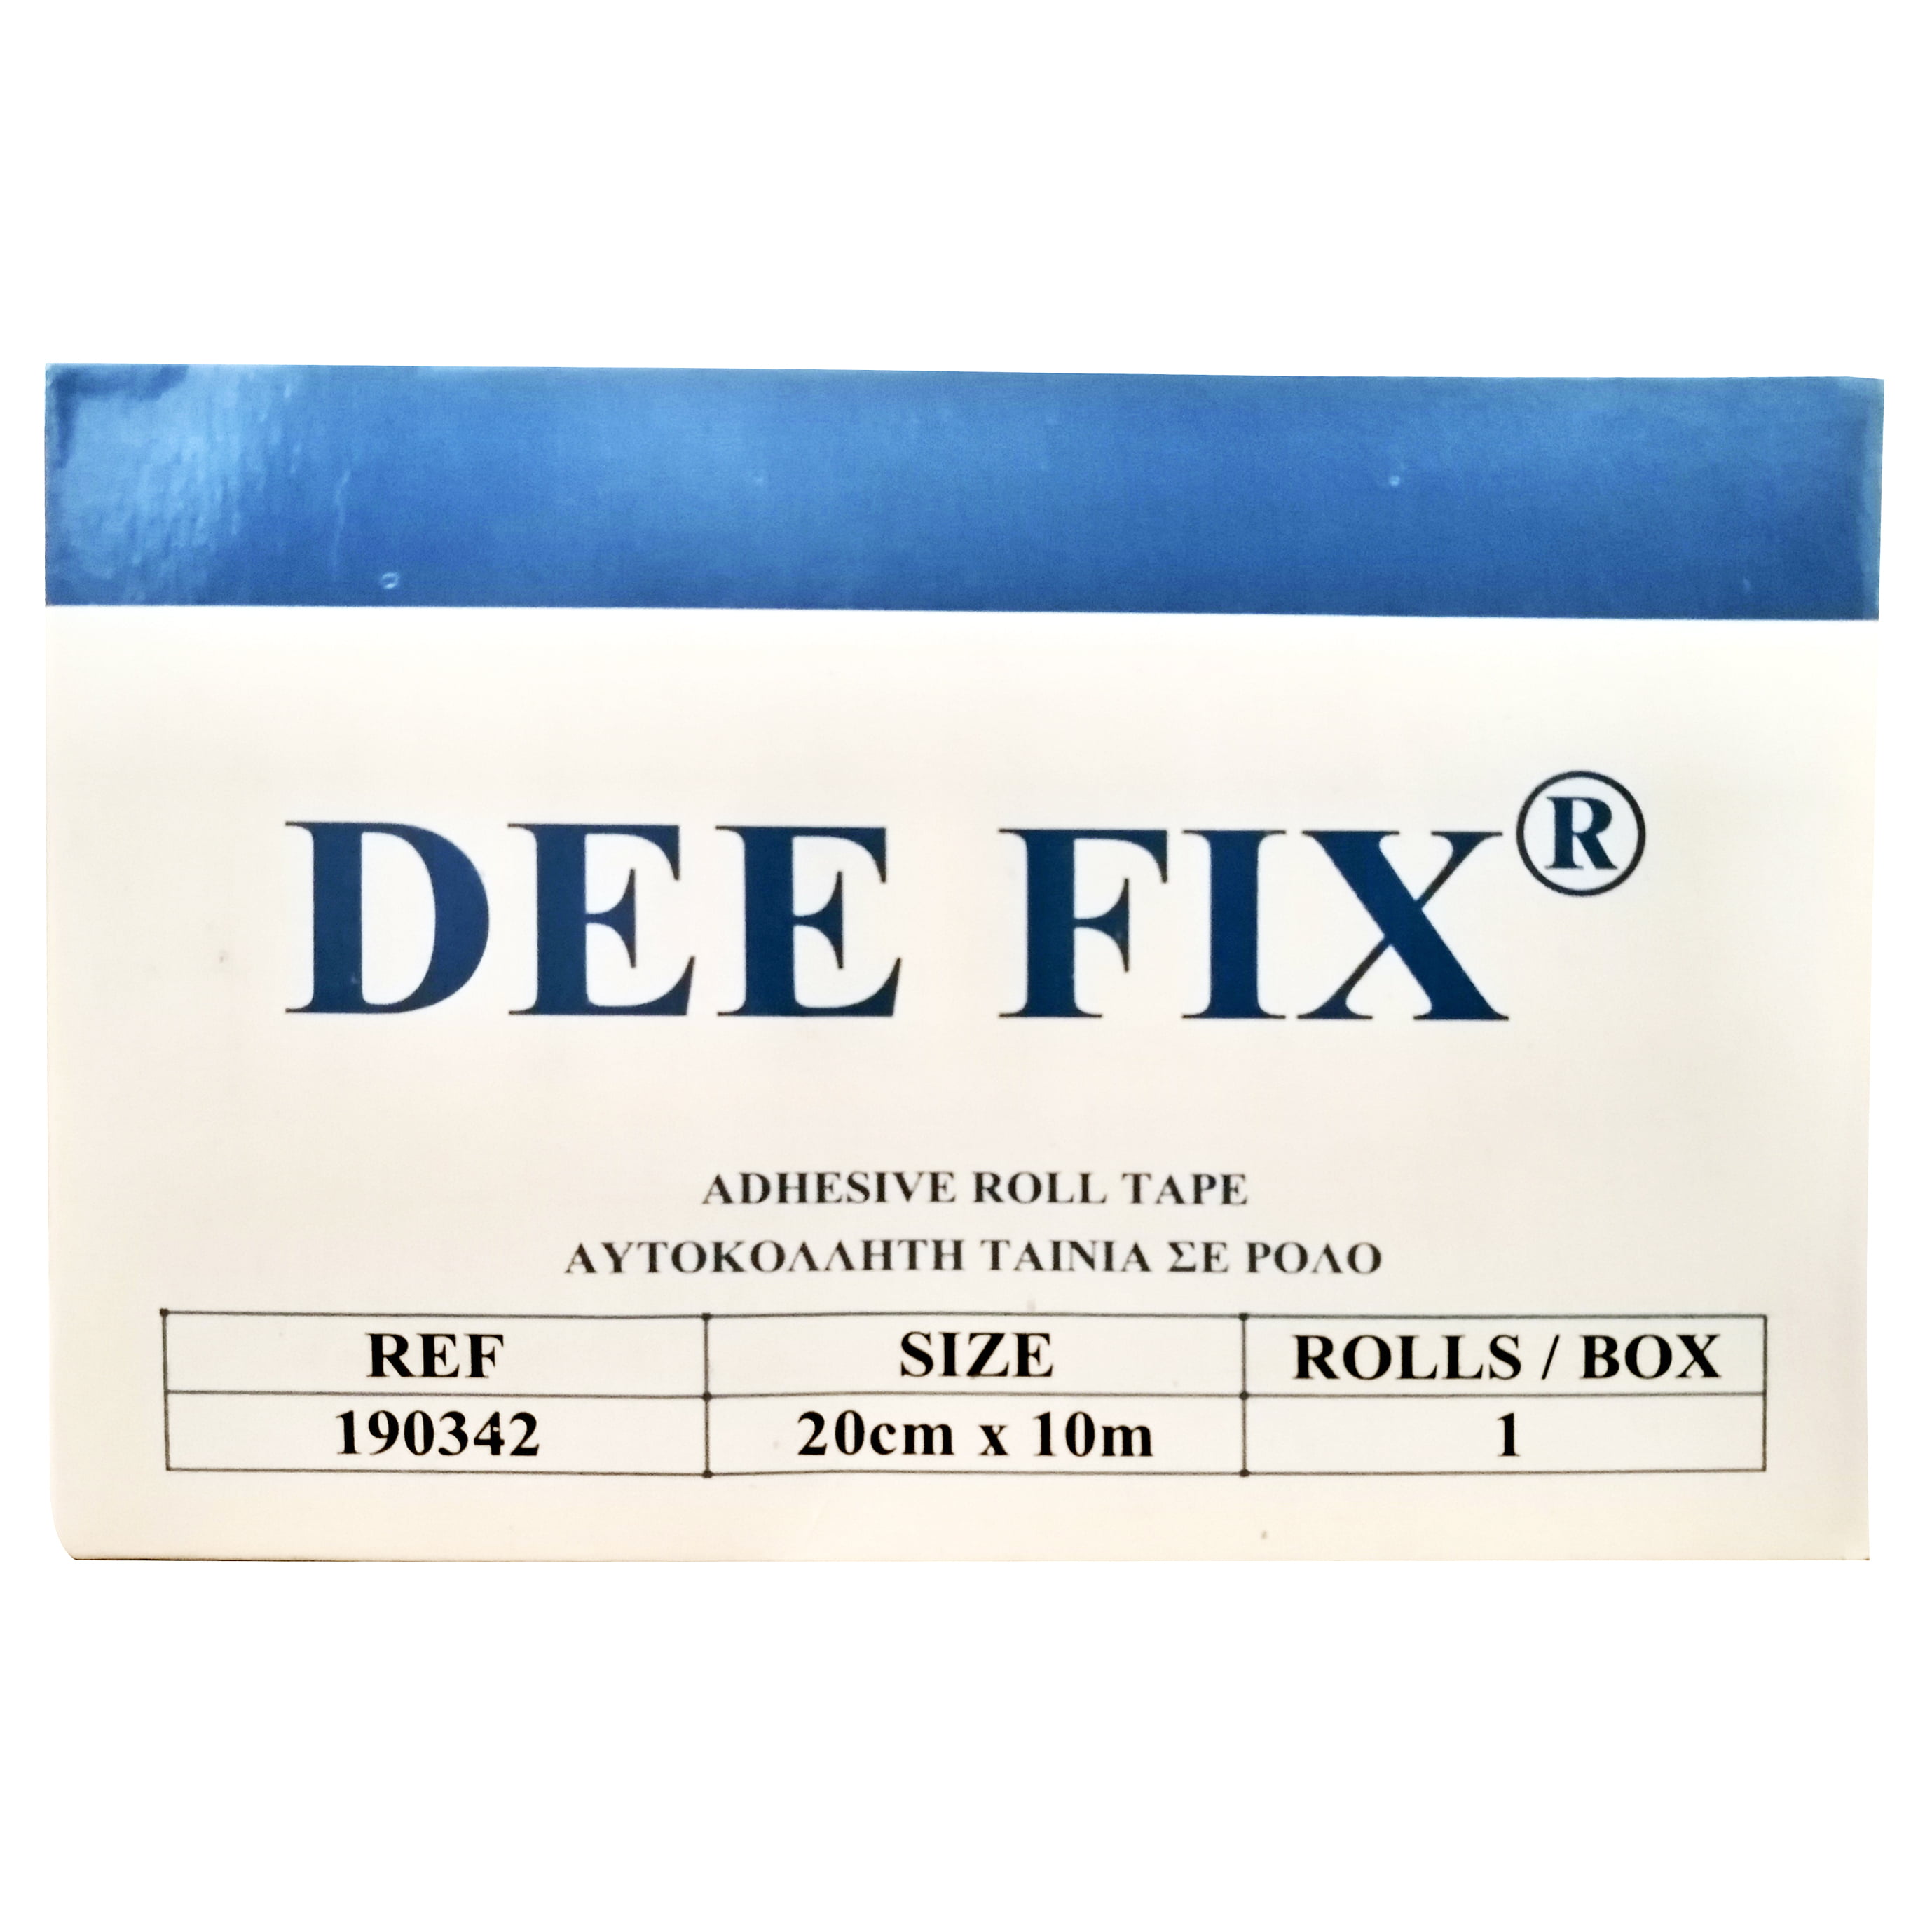 DEE FIX®
ADHESIVE ROLL TAPE
ΑΥΤΟΚΟΛΛΗΤΗ ΤΑΙΝΙΑ ΣΕ ΡΟΛΟ
REF SIZE ROLLS / BOX
190342 20cm x 10m 1